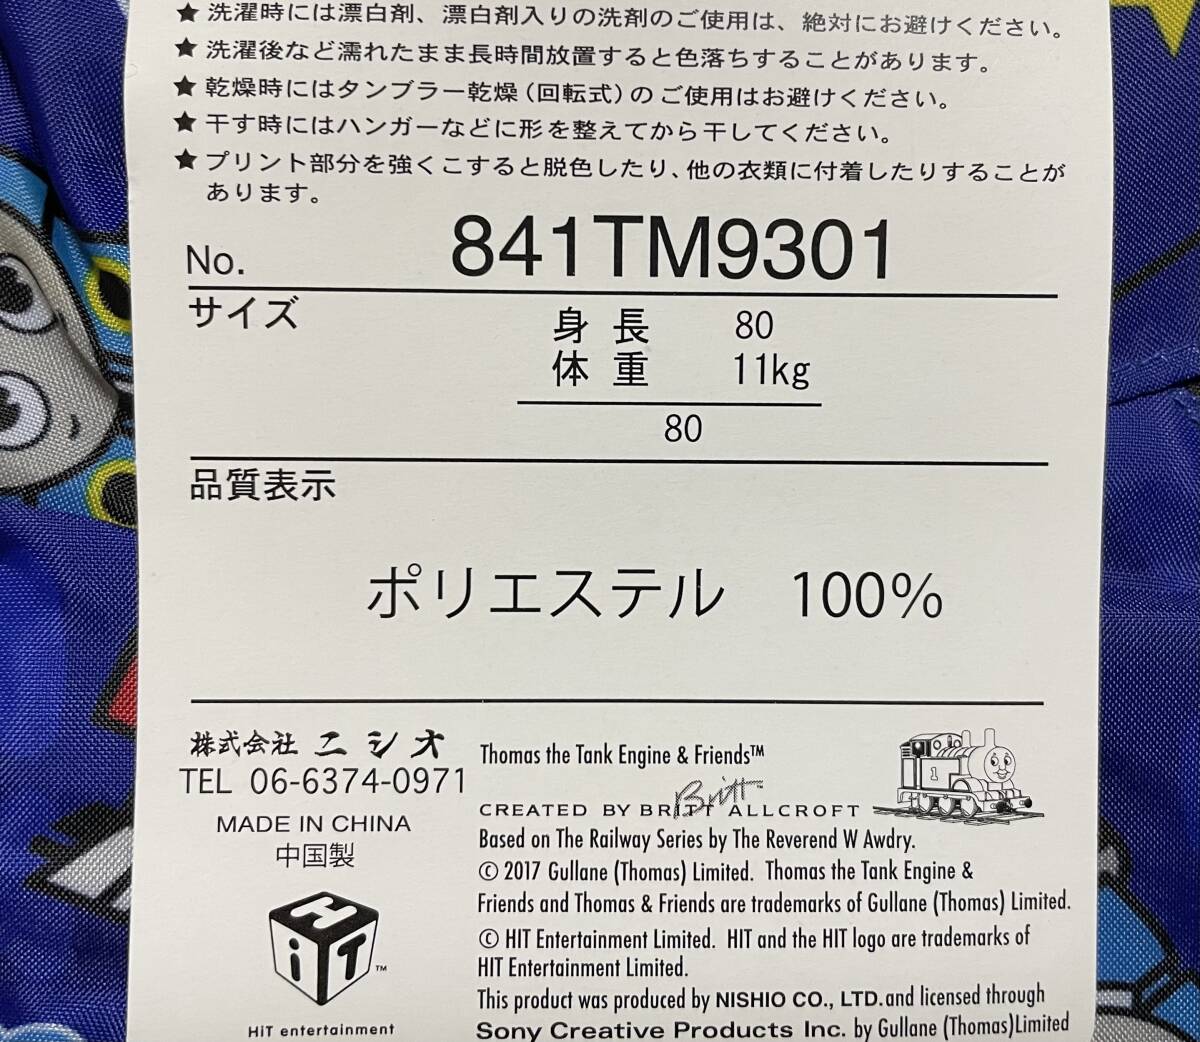 ★ 洗濯時には漂白剤、漂白剤入りの洗剤のご使用は、絶対にお避けください。
★ 洗濯後など濡れたまま長時間放置すると色落ちすることがあります。
★ 乾燥時にはタンブラー乾燥（回転式）のご使用はお避けください。
★ 干す時にはハンガーなどに形を整えてから干してください。
★ プリント部分を強くこすると脱色したり、他の衣類に付着したりすることが
あります。
No. 841TM9301
サイズ
身長 80
体重 11kg
80
品質表示
ポリエステル 100%
株式会社 ニシオ
TEL 06-6374-0971
MADE IN CHINA
中国製
HiT
™
HiT entertainment
Thomas the Tank Engine & Friends™
Britt™
CREATED BY BRITT ALLCROFT
1
Based on The Railway Series by The Reverend W Awdry.
© 2017 Gullane (Thomas) Limited. Thomas the Tank Engine &
Friends and Thomas & Friends are trademarks of Gullane (Thomas) Limited.
© HIT Entertainment Limited. HIT and the HIT logo are trademarks of
HIT Entertainment Limited.
This product was produced by NISHIO CO., LTD.and licensed through
Sony Creative Products Inc. by Gullane (Thomas)Limited